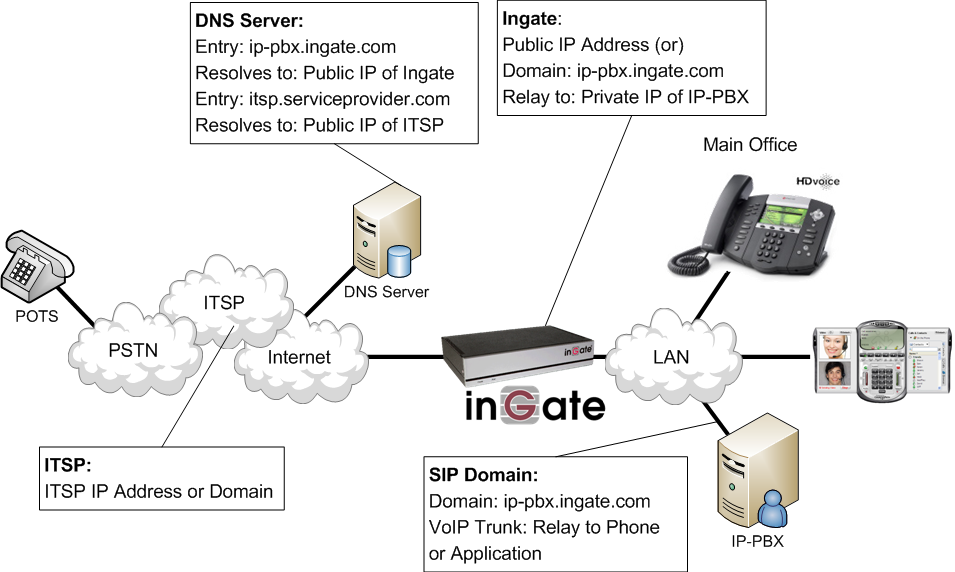 DNS Server:
Entry: ip-pbx.ingate.com
Resolves to: Public IP of Ingate
Entry: itsp.serviceprovider.com
Resolves to: Public IP of ITSP
Ingate:
Public IP Address (or)
Domain: ip-pbx.ingate.com
Relay to: Private IP of IP-PBX
Main Office
HDvoice
DNS Server
POTS
ITSP
PSTN
Internet
inGate
LAN
inGate
ITSP:
ITSP IP Address or Domain
SIP Domain:
Domain: ip-pbx.ingate.com
VoIP Trunk: Relay to Phone
or Application
IP-PBX